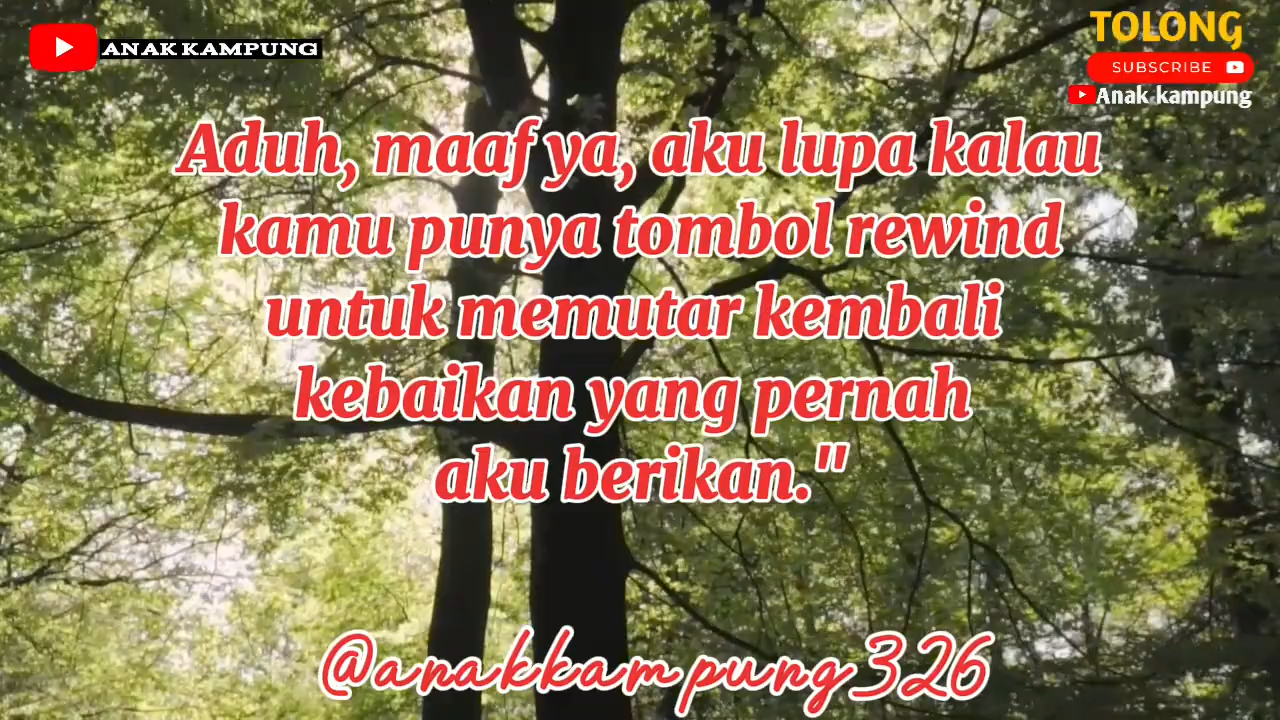 ANAK KAMPUNG
TOLONG
SUBSCRIBE
Anak kampung
Aduh, maaf ya, aku lupa kalau
kamu punya tombol rewind
untuk memutar kembali
kebaikan yang pernah
aku berikan."
@anakkampung326